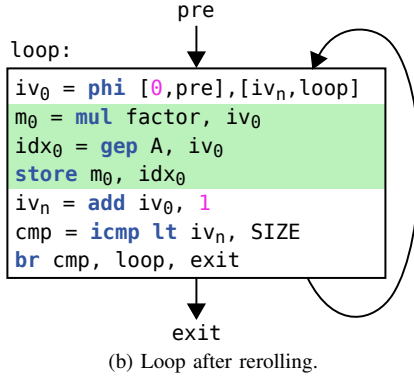 pre
loop:
iv₀ = phi [0,pre],[ivₙ,loop]
m₀ = mul factor, iv₀
idx₀ = gep A, iv₀
store m₀, idx₀
ivₙ = add iv₀, 1
cmp = icmp lt ivₙ, SIZE
br cmp, loop, exit
exit
(b) Loop after rerolling.